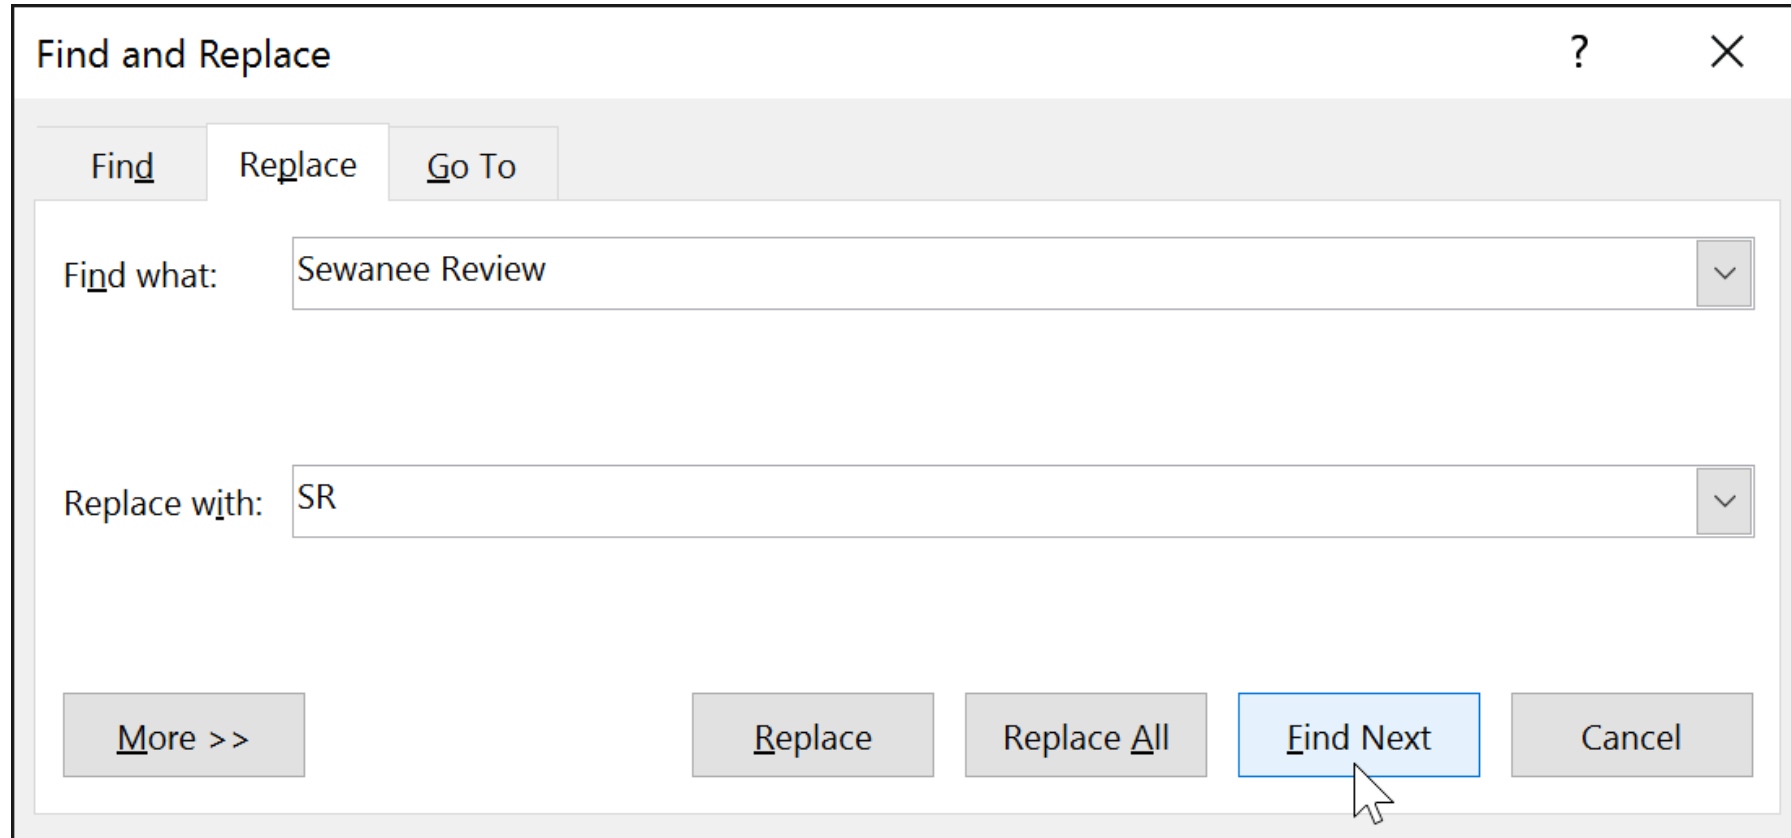 Find and Replace ?
Find Replace Go To
Find what: Sewanee Review
Replace with: SR
More >> Replace Replace All Find Next Cancel